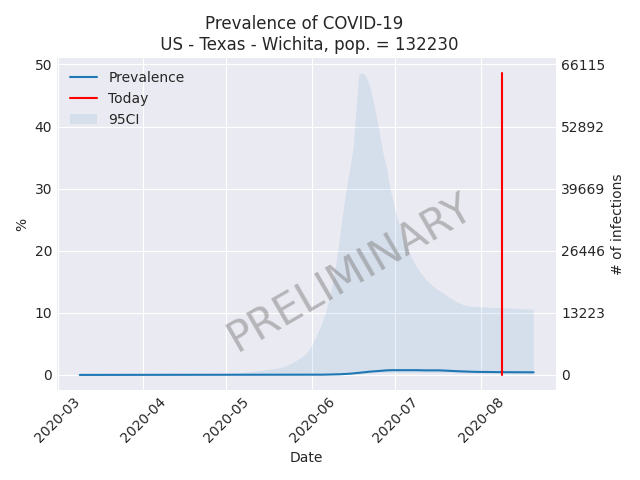 Prevalence of COVID-19
US - Texas - Wichita, pop. = 132230
Prevalence
Today
95CI
50
40
30
20
10
0
%
66115
52892
39669
26446
13223
0
# of infections
PRELIMINARY
2020-03
2020-04
2020-05
2020-06
2020-07
2020-08
Date